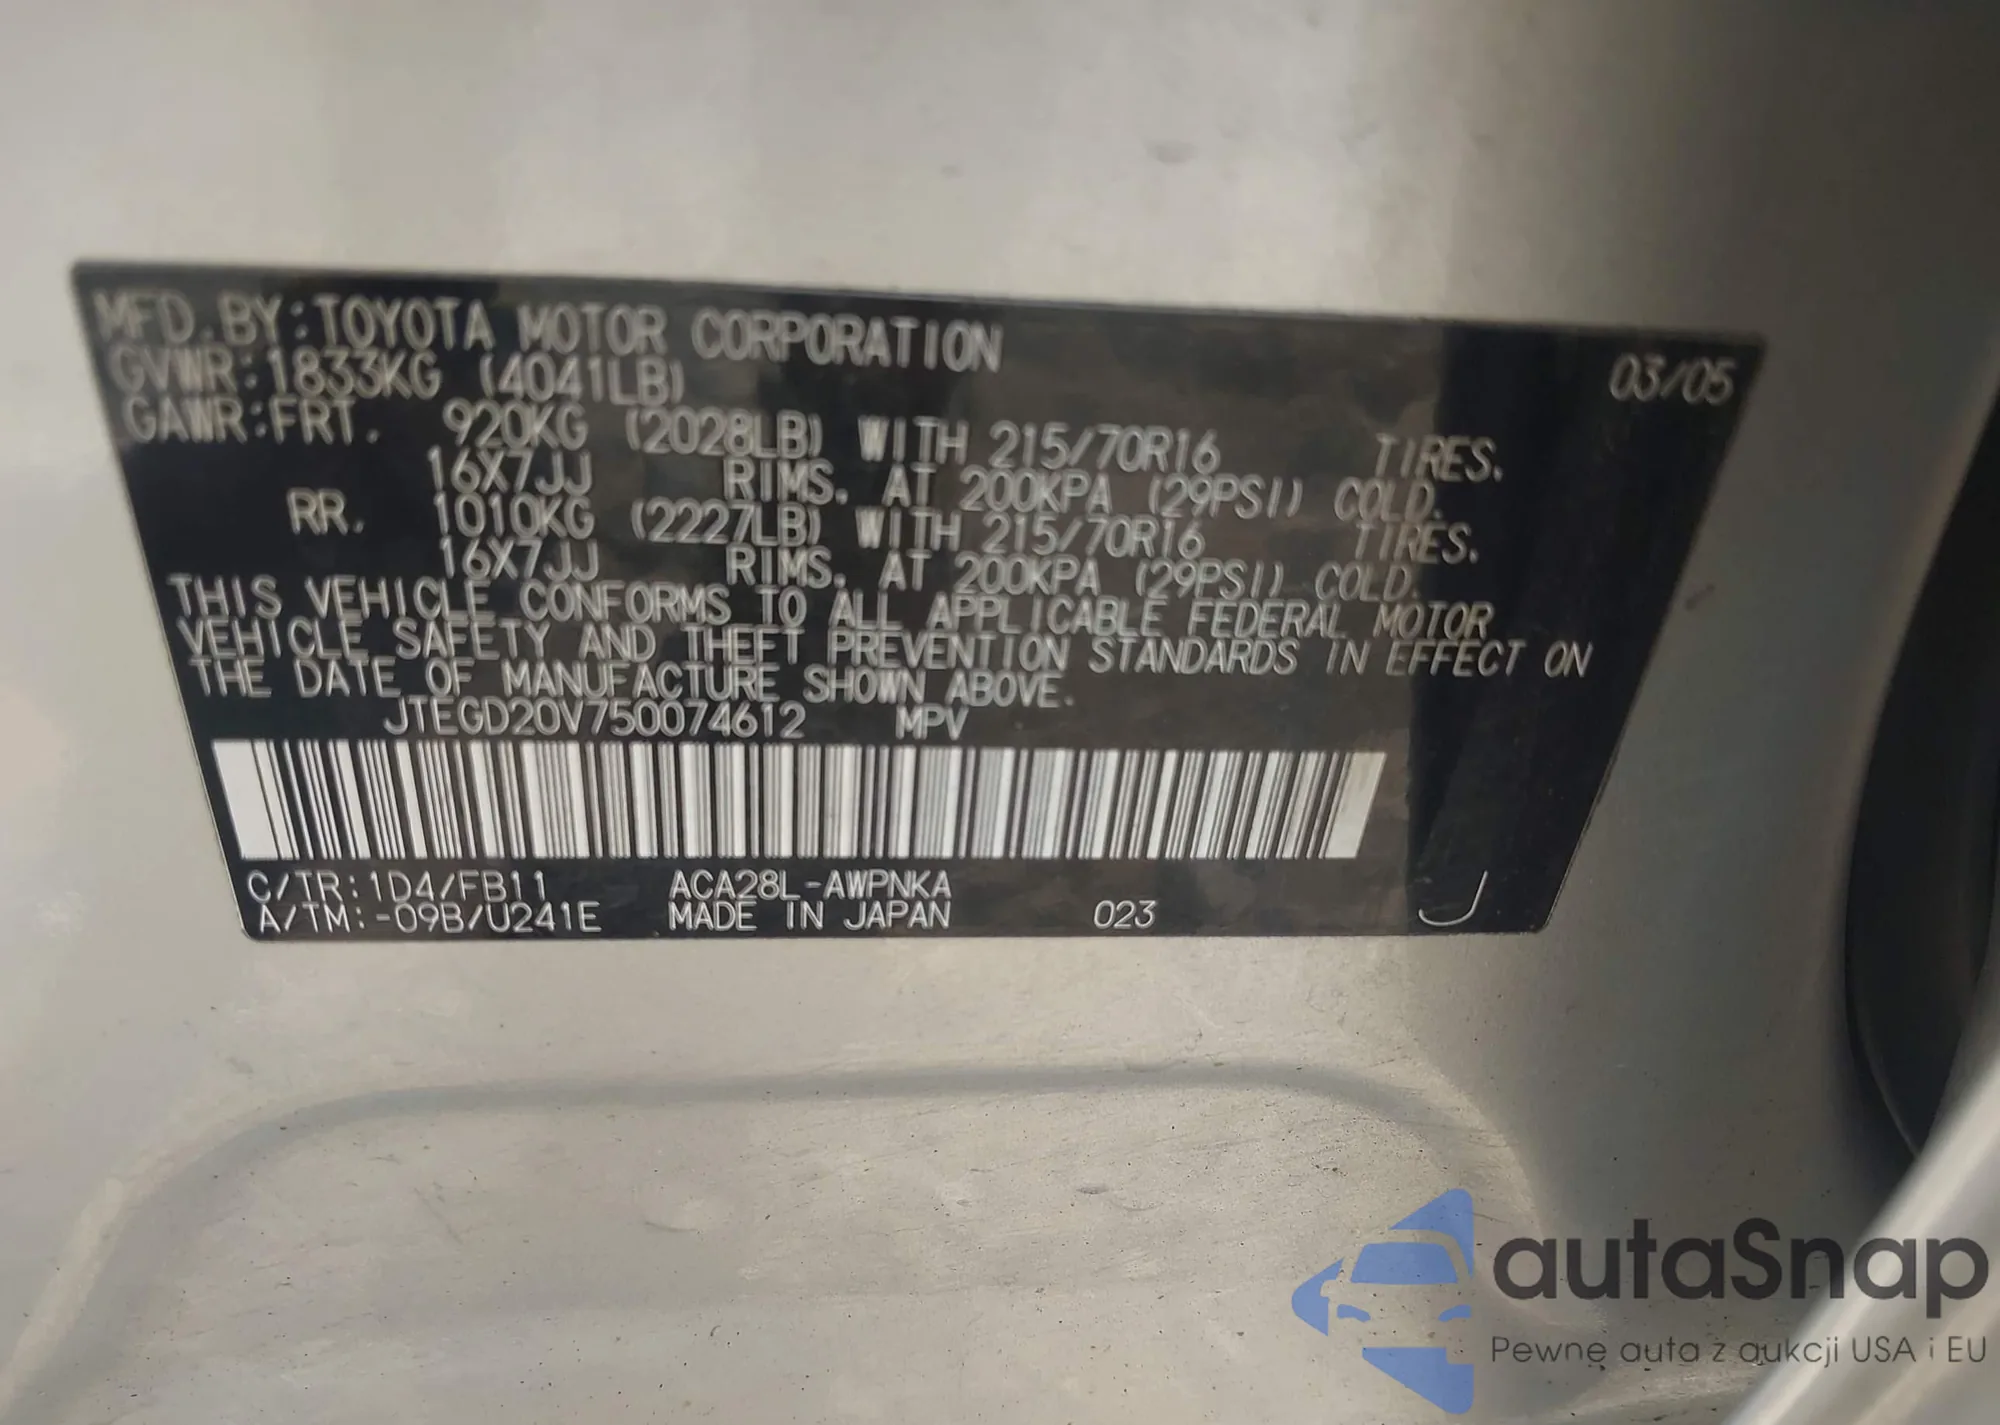 MFD.BY:TOYOTA MOTOR CORPORATION 03/05
GVWR:1833KG (4041LB)
GAWR:FRT. 920KG (2028LB) WITH 215/70R16 TIRES.
16X7JJ RIMS. AT 200KPA (29PSI) COLD.
RR. 1010KG (2227LB) WITH 215/70R16 TIRES.
16X7JJ RIMS. AT 200KPA (29PSI) COLD.
THIS VEHICLE CONFORMS TO ALL APPLICABLE FEDERAL MOTOR
VEHICLE SAFETY AND THEFT PREVENTION STANDARDS IN EFFECT ON
THE DATE OF MANUFACTURE SHOWN ABOVE.
JTEGD20V750074612 MPV
C/TR:1D4/FB11 ACA28L-AWPNKA
A/TM:-09B/U241E MADE IN JAPAN 023 J
autaSnap
Pewne auta z aukcji USA i EU